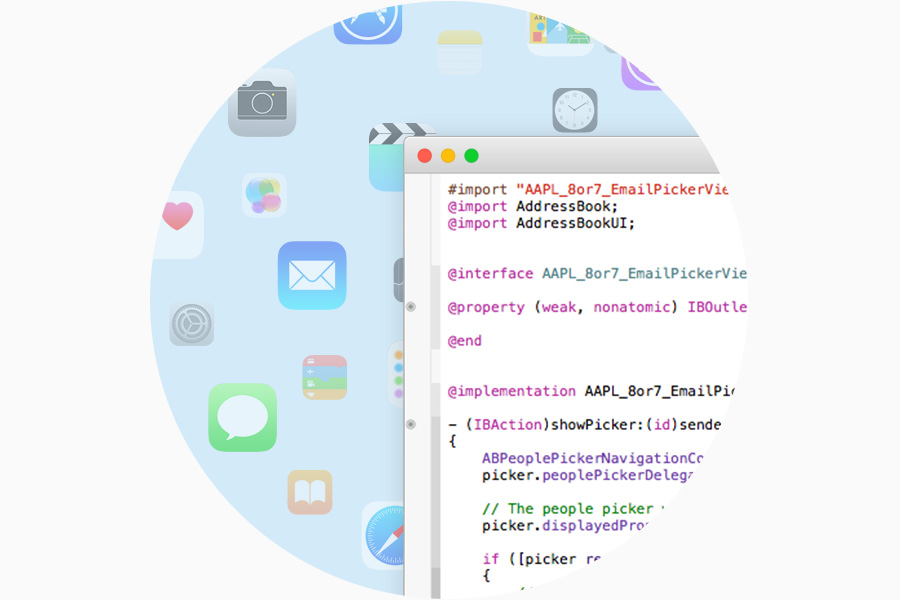 #import "AAPL_8or7_EmailPickerVie
@import AddressBook;
@import AddressBookUI;
@interface AAPL_8or7_EmailPickerVie
@property (weak, nonatomic) IBOutle
@end
@implementation AAPL_8or7_EmailPic
- (IBAction)showPicker:(id)sende
{
ABPeoplePickerNavigationCo
picker.peoplePickerDelega
// The people picker
picker.displayedPro
if ([picker re
{